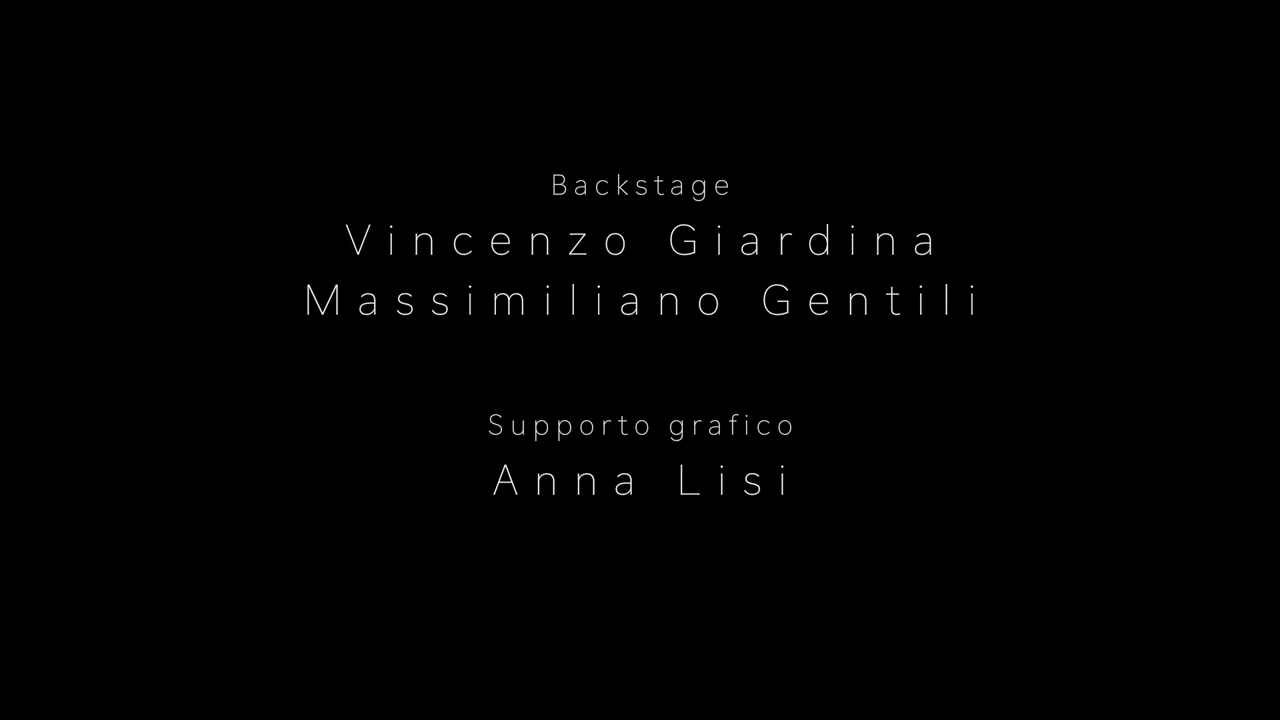 Backstage
Vincenzo Giardina
Massimiliano Gentili
Supporto grafico
Anna Lisi